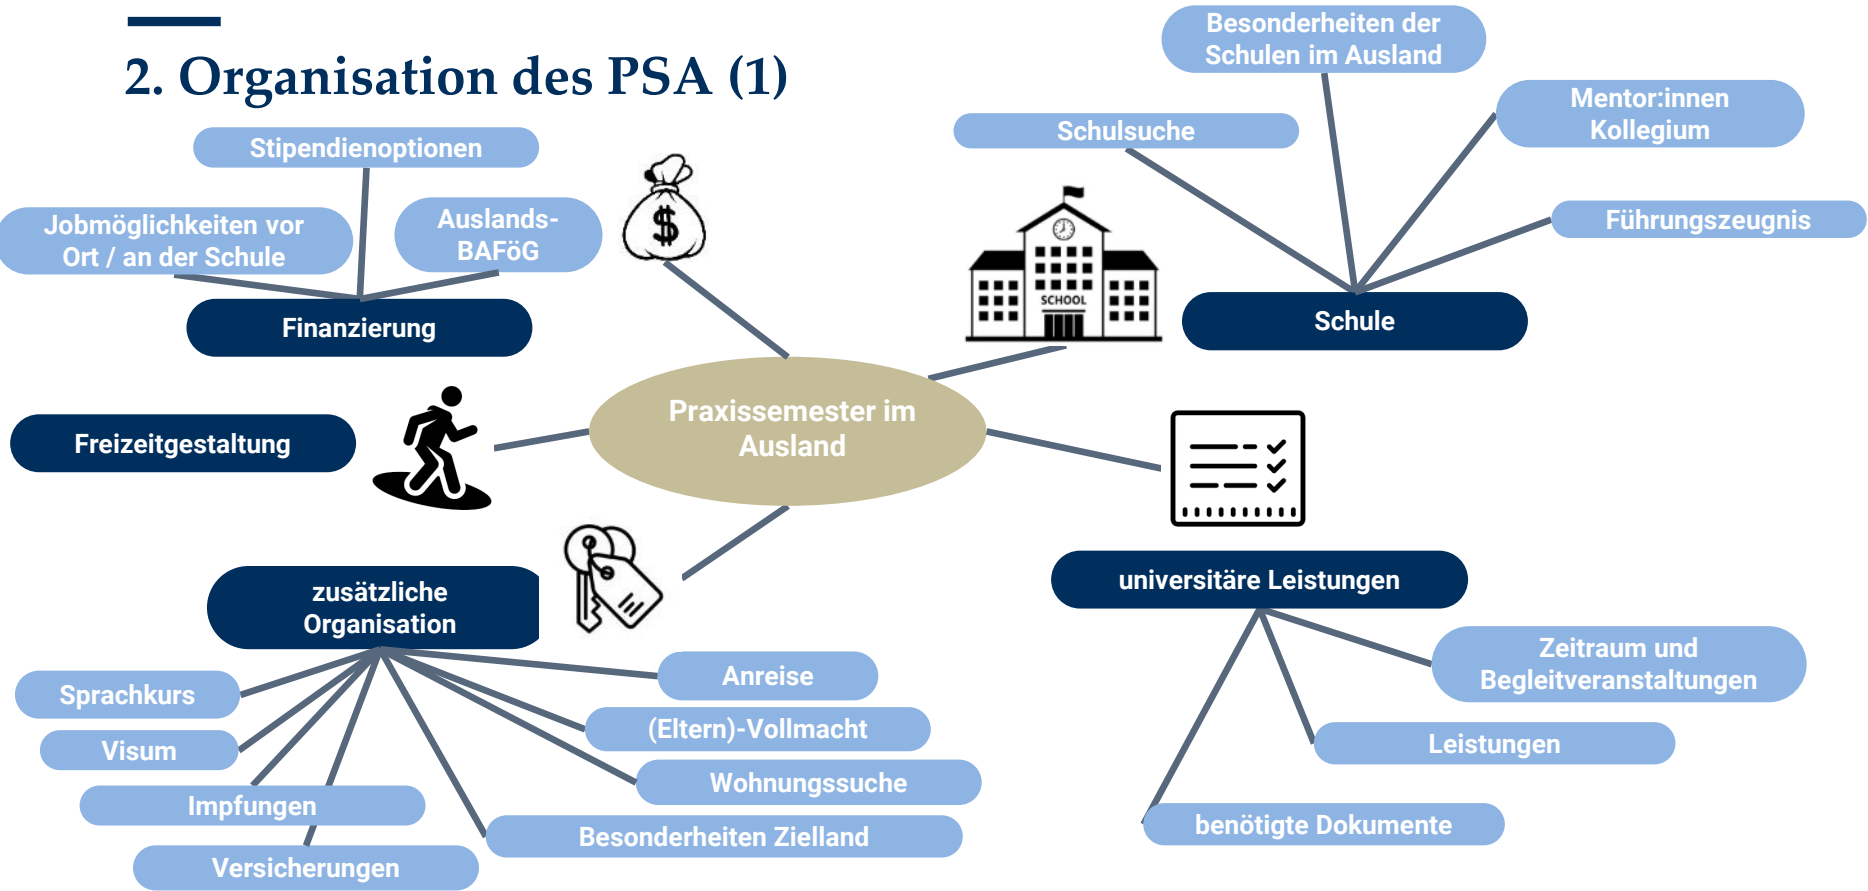 2. Organisation des PSA (1)
Besonderheiten der
Schulen im Ausland
Mentor:innen
Kollegium
Schulsuche
Führungszeugnis
SCHOOL
Schule
Stipendienoptionen
Jobmöglichkeiten vor
Ort / an der Schule
Auslands-
BAFöG
$
Finanzierung
Freizeitgestaltung
Praxissemester im
Ausland
zusätzliche
Organisation
Sprachkurs
Visum
Impfungen
Versicherungen
Anreise
(Eltern)-Vollmacht
Wohnungssuche
Besonderheiten Zielland
universitäre Leistungen
Zeitraum und
Begleitveranstaltungen
Leistungen
benötigte Dokumente